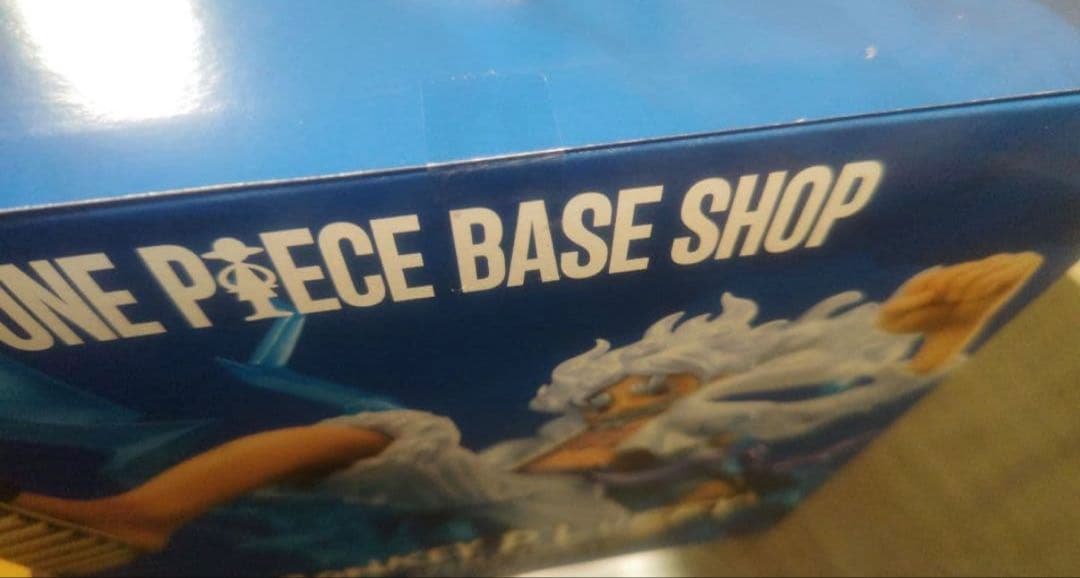 ONE PIECE BASE SHOP